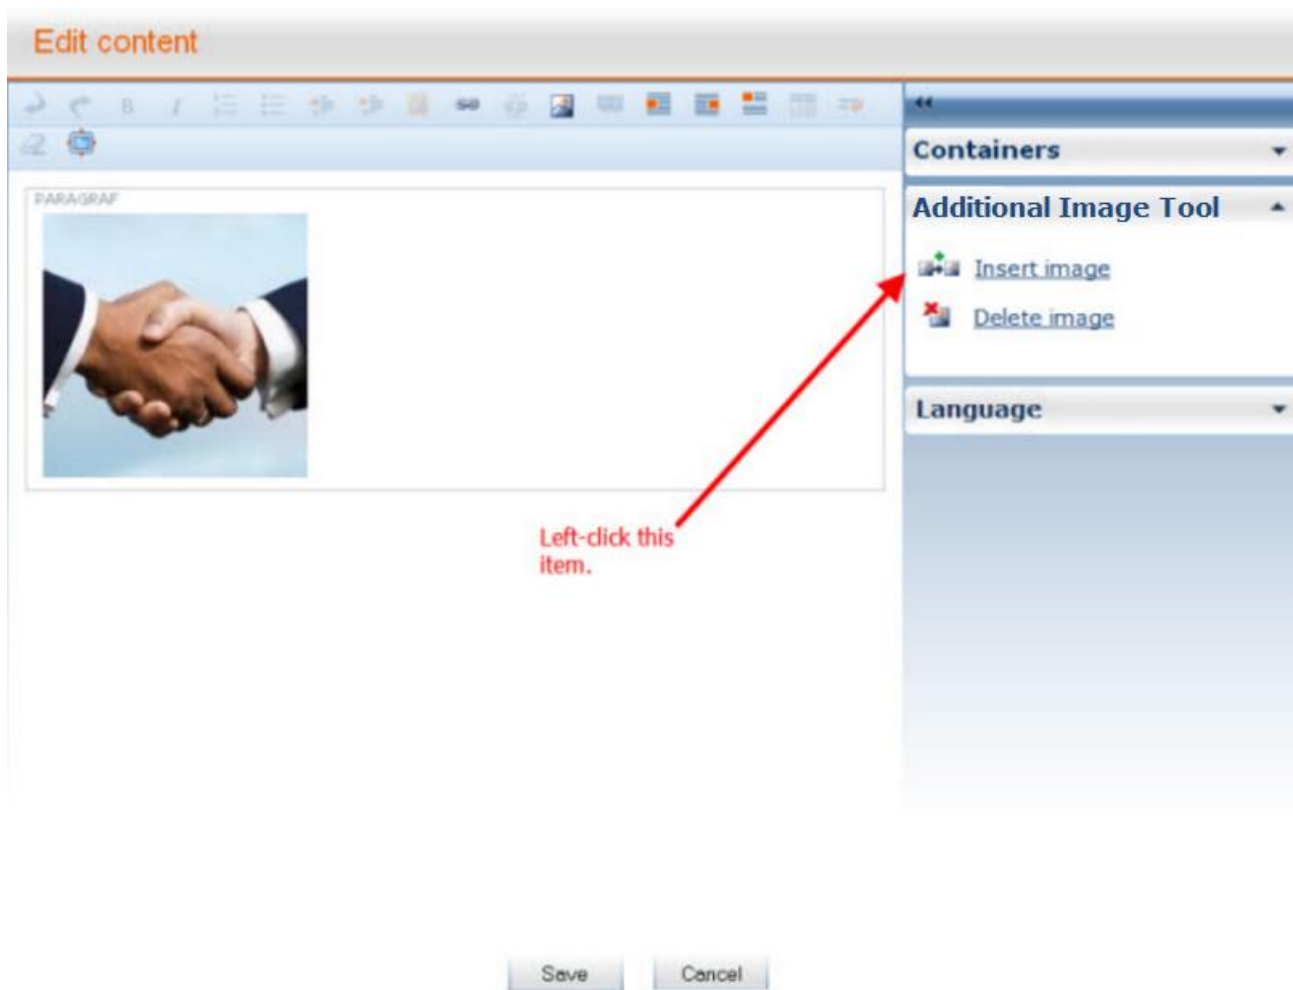 Edit content
B I
Containers
PARAGRAF
Additional Image Tool
Insert image
Delete image
Language
Left-click this
item.
Save Cancel